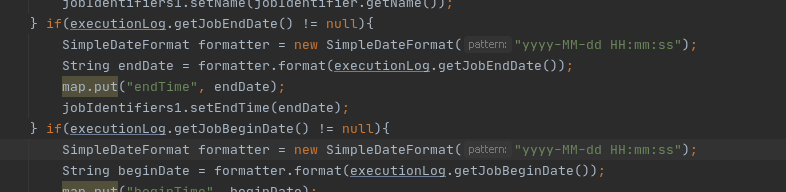 jobIdentifiers1.setName(jobIdentifier.getName());
} if(executionLog.getJobEndDate() != null){
SimpleDateFormat formatter = new SimpleDateFormat( pattern: "yyyy-MM-dd HH:mm:ss");
String endDate = formatter.format(executionLog.getJobEndDate());
map.put("endTime", endDate);
jobIdentifiers1.setEndTime(endDate);
} if(executionLog.getJobBeginDate() != null){
SimpleDateFormat formatter = new SimpleDateFormat( pattern: "yyyy-MM-dd HH:mm:ss");
String beginDate = formatter.format(executionLog.getJobBeginDate());
map.put("beginTime", beginDate);